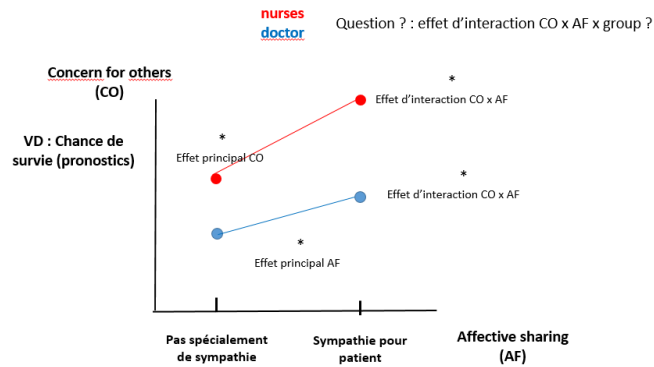 nurses
doctor
Question ? : effet d’interaction CO x AF x group ?
Concern for others
(CO)
VD : Chance de
survie (pronostics)
*
Effet d’interaction CO x AF
*
Effet principal CO
*
Effet d’interaction CO x AF
*
Effet principal AF
Pas spécialement
de sympathie
Sympathie pour
patient
Affective sharing
(AF)